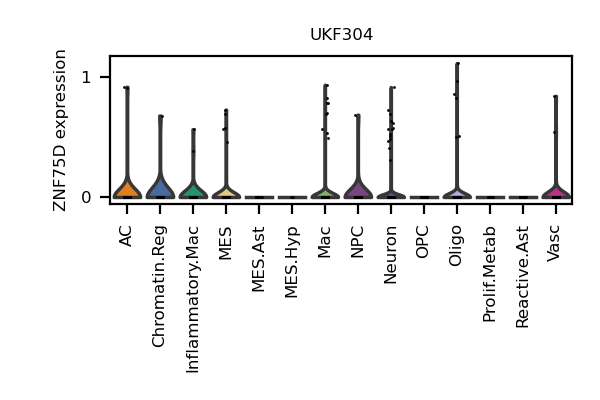 UKF304
ZNF75D expression
1
0
AC
Chromatin.Reg
Inflammatory.Mac
MES
MES.Ast
MES.Hyp
Mac
NPC
Neuron
OPC
Oligo
Prolif.Metab
Reactive.Ast
Vasc